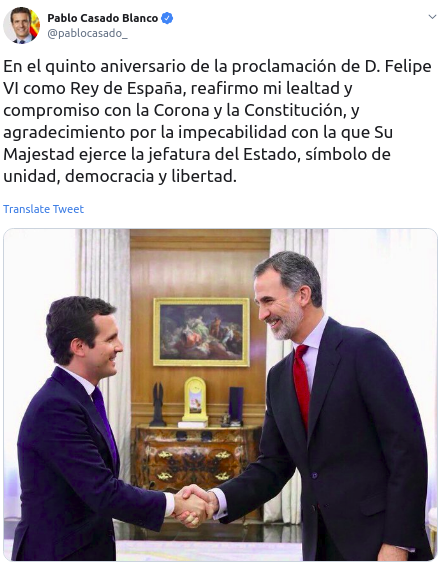 Pablo Casado Blanco
@pablocasado_
En el quinto aniversario de la proclamación de D. Felipe
VI como Rey de España, reafirmo mi lealtad y
compromiso con la Corona y la Constitución, y
agradecimiento por la impecabilidad con la que Su
Majestad ejerce la jefatura del Estado, símbolo de
unidad, democracia y libertad.
Translate Tweet